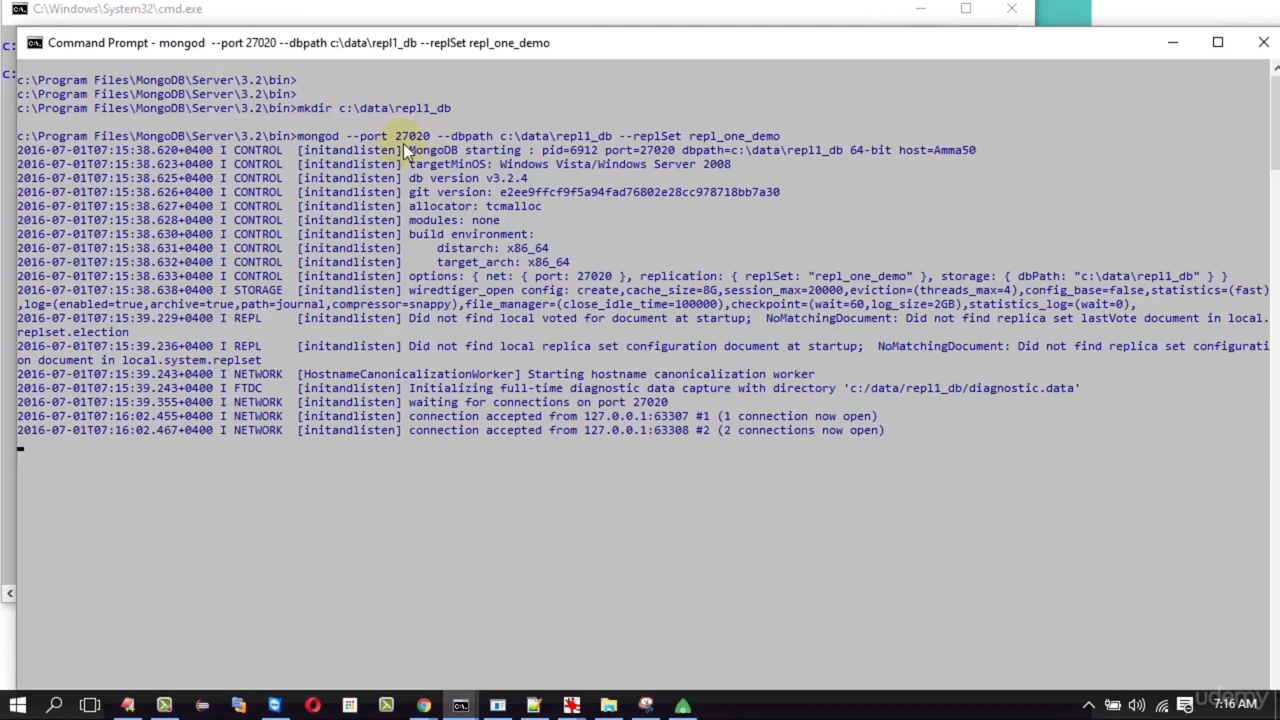 C:\Windows\System32\cmd.exe
Command Prompt - mongod --port 27020 --dbpath c:\data\repl1_db --replSet repl_one_demo
c:
c:
c:\Program Files\MongoDB\Server\3.2\bin>
c:\Program Files\MongoDB\Server\3.2\bin>
c:\Program Files\MongoDB\Server\3.2\bin>mkdir c:\data\repl1_db
c:\Program Files\MongoDB\Server\3.2\bin>mongod --port 27020 --dbpath c:\data\repl1_db --replSet repl_one_demo
2016-07-01T07:15:38.620+0400 I CONTROL [initandlisten] MongoDB starting : pid=6912 port=27020 dbpath=c:\data\repl1_db 64-bit host=Amma50
2016-07-01T07:15:38.623+0400 I CONTROL [initandlisten] targetMinOS: Windows Vista/Windows Server 2008
2016-07-01T07:15:38.625+0400 I CONTROL [initandlisten] db version v3.2.4
2016-07-01T07:15:38.626+0400 I CONTROL [initandlisten] git version: e2ee9ffcf9f5a94fad76802e28cc978718bb7a30
2016-07-01T07:15:38.627+0400 I CONTROL [initandlisten] allocator: tcmalloc
2016-07-01T07:15:38.628+0400 I CONTROL [initandlisten] modules: none
2016-07-01T07:15:38.630+0400 I CONTROL [initandlisten] build environment:
2016-07-01T07:15:38.631+0400 I CONTROL [initandlisten] distarch: x86_64
2016-07-01T07:15:38.632+0400 I CONTROL [initandlisten] target_arch: x86_64
2016-07-01T07:15:38.633+0400 I CONTROL [initandlisten] options: { net: { port: 27020 }, replication: { replSet: "repl_one_demo" }, storage: { dbPath: "c:\data\repl1_db" } }
2016-07-01T07:15:38.638+0400 I STORAGE [initandlisten] wiredtiger_open config: create,cache_size=8G,session_max=20000,eviction=(threads_max=4),config_base=false,statistics=(fast)
,log=(enabled=true,archive=true,path=journal,compressor=snappy),file_manager=(close_idle_time=100000),checkpoint=(wait=60,log_size=2GB),statistics_log=(wait=0),
2016-07-01T07:15:39.229+0400 I REPL [initandlisten] Did not find local voted for document at startup; NoMatchingDocument: Did not find replica set lastVote document in local.
replset.election
2016-07-01T07:15:39.236+0400 I REPL [initandlisten] Did not find local replica set configuration document at startup; NoMatchingDocument: Did not find replica set configurati
on document in local.system.replset
2016-07-01T07:15:39.243+0400 I NETWORK [HostnameCanonicalizationWorker] Starting hostname canonicalization worker
2016-07-01T07:15:39.243+0400 I FTDC [initandlisten] Initializing full-time diagnostic data capture with directory 'c:/data/repl1_db/diagnostic.data'
2016-07-01T07:15:39.355+0400 I NETWORK [initandlisten] waiting for connections on port 27020
2016-07-01T07:16:02.455+0400 I NETWORK [initandlisten] connection accepted from 127.0.0.1:63307 #1 (1 connection now open)
2016-07-01T07:16:02.467+0400 I NETWORK [initandlisten] connection accepted from 127.0.0.1:63308 #2 (2 connections now open)
udemy
7:16 AM